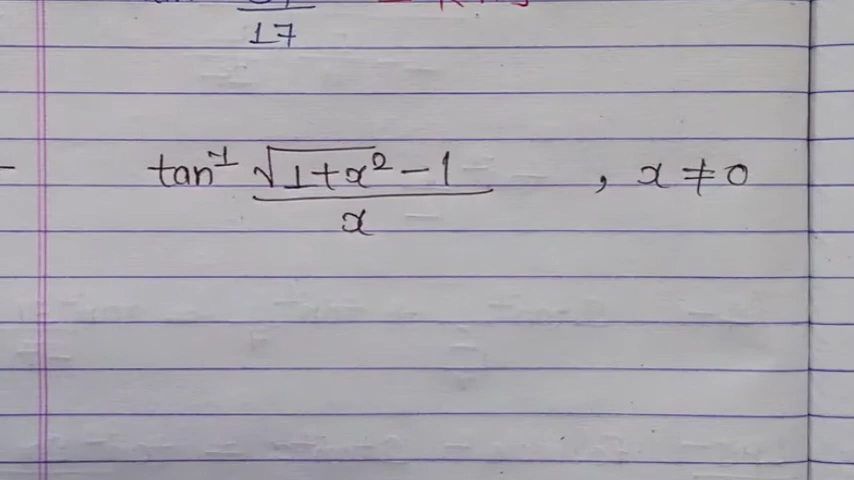 17
tan⁻¹ √1+x² - 1 , x ≠ 0
x